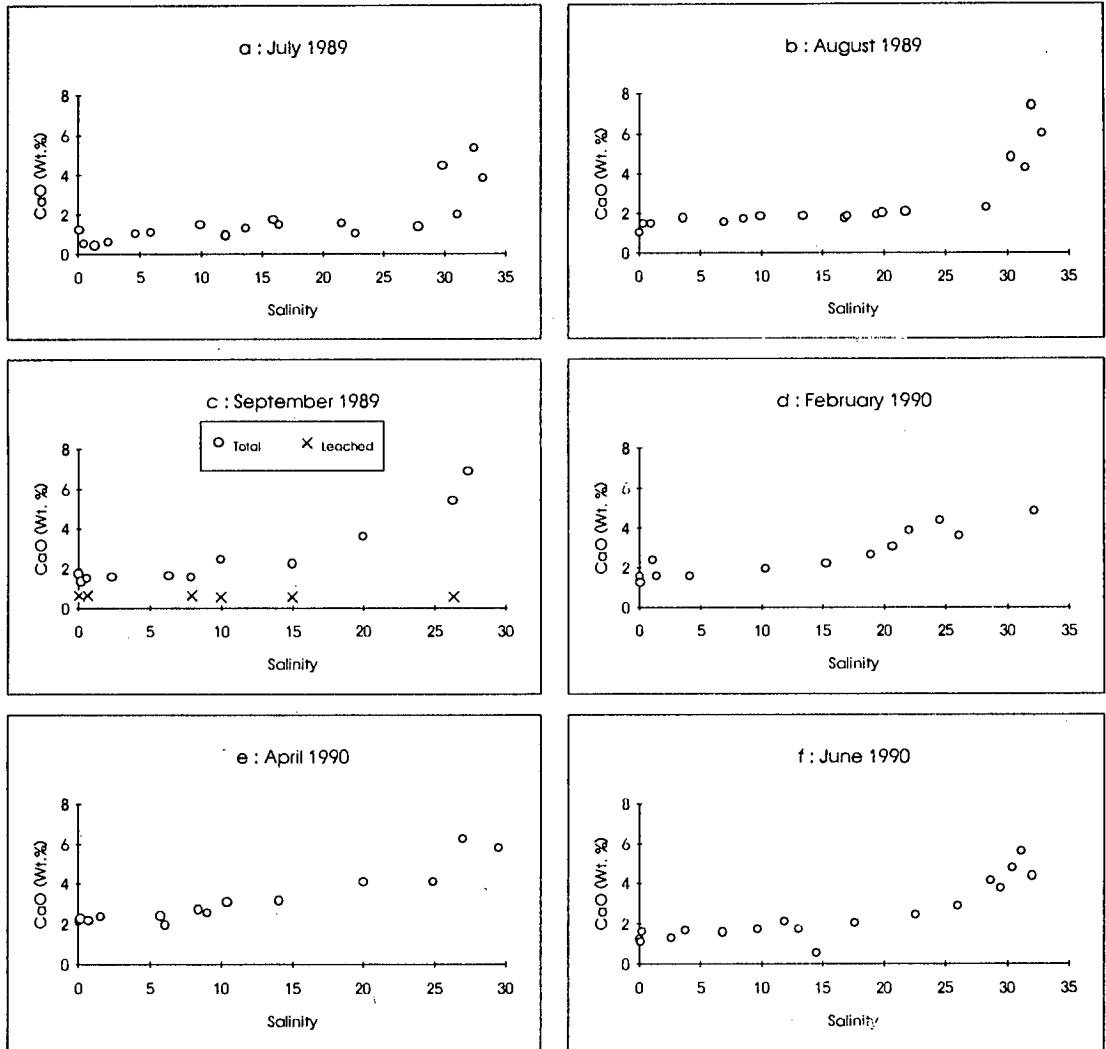 a : July 1989
CaO (Wt.%)
8
6
4
2
0
0 5 10 15 20 25 30 35
Salinity
b : August 1989
CaO (Wt. %)
8
6
4
2
0
0 5 10 15 20 25 30 35
Salinity
c : September 1989
Total Leached
CaO (Wt. %)
8
6
4
2
0
0 5 10 15 20 25 30
Salinity
d : February 1990
CaO (Wt. %)
8
6
4
2
0
0 5 10 15 20 25 30 35
Salinity
e : April 1990
CaO (Wt.%)
8
6
4
2
0
0 5 10 15 20 25 30
Salinity
f : June 1990
CaO (Wt.%)
8
6
4
2
0
0 5 10 15 20 25 30 35
Salinity